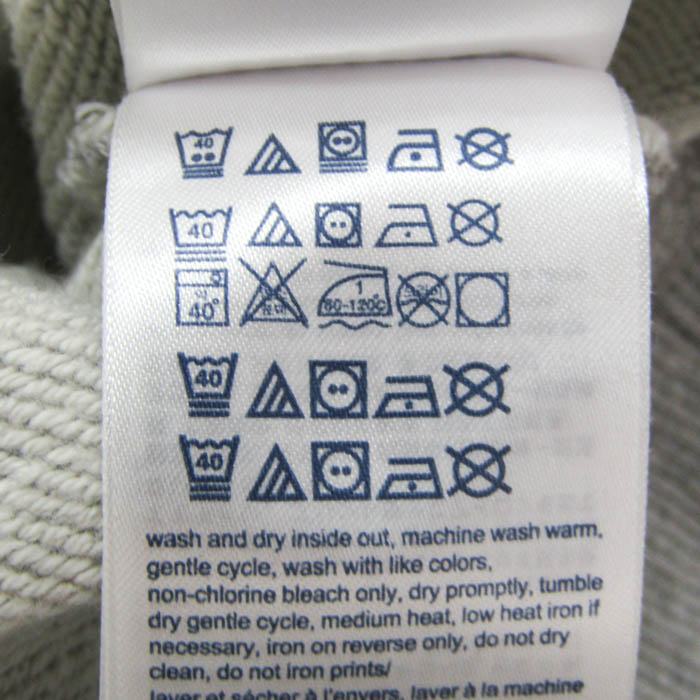 40
40
40°
1
80-120C
40
40
wash and dry inside out, machine wash warm,
gentle cycle, wash with like colors,
non-chlorine bleach only, dry promptly, tumble
dry gentle cycle, medium heat, low heat iron if
necessary, iron on reverse only, do not dry
clean, do not iron prints/
laver et sécher à l'envers, laver à la machine